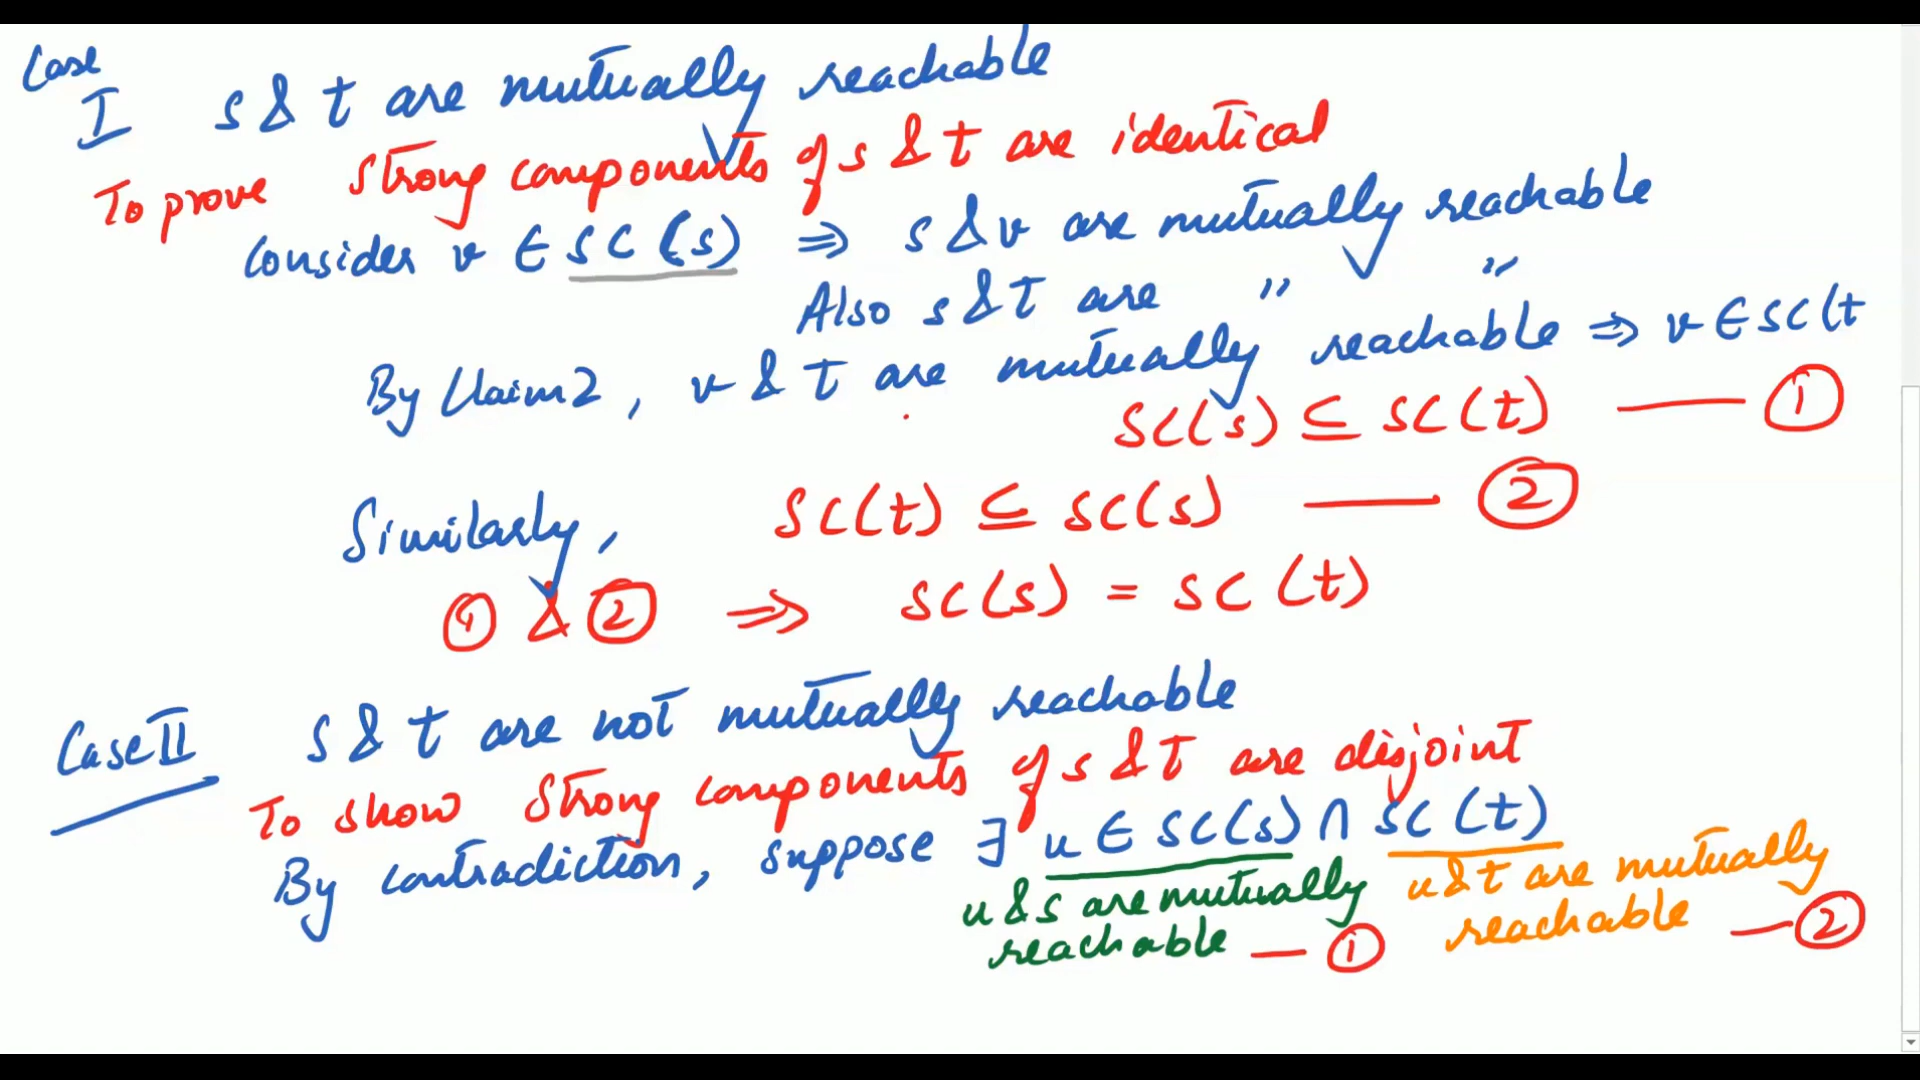 Case
I s & t are mutually reachable
To prove strong components of s & t are identical
Consider v ∈ SC(s) ⇒ s & v are mutually reachable
Also s & t are " "
By Claim 2, v & t are mutually reachable ⇒ v ∈ SC(t
SC(s) ⊆ SC(t) — ①
Similarly, SC(t) ⊆ SC(s) — ②
① & ② ⇒ SC(s) = SC(t)
Case II s & t are not mutually reachable
To show strong components of s & t are disjoint
By contradiction, suppose ∃ u ∈ SC(s) ∩ SC(t)
u & s are mutually
reachable — ①
u & t are mutually
reachable — ②